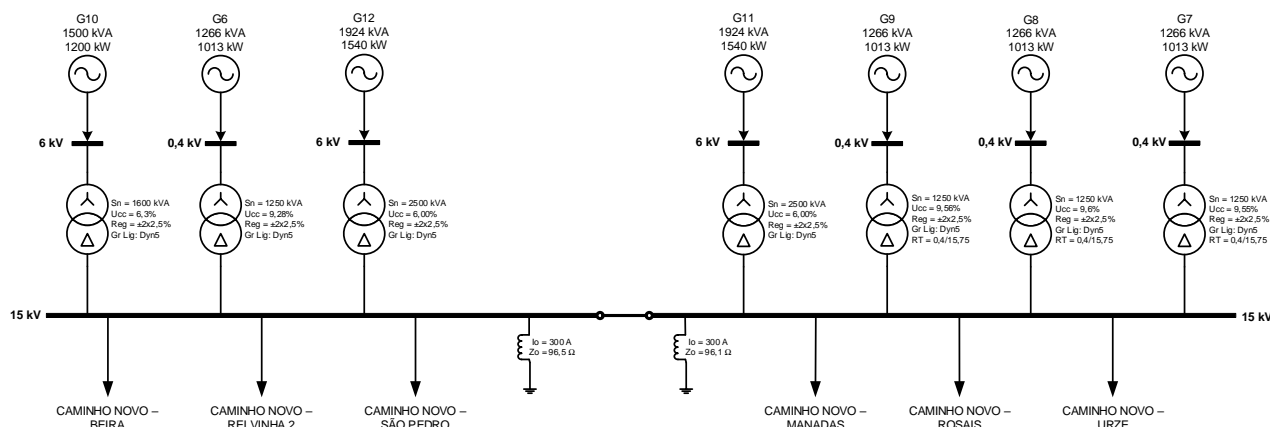 G10
1500 kVA
1200 kW
G6
1266 kVA
1013 kW
G12
1924 kVA
1540 kW
G11
1924 kVA
1540 kW
G9
1266 kVA
1013 kW
G8
1266 kVA
1013 kW
G7
1266 kVA
1013 kW
6 kV
0,4 kV
6 kV
6 kV
0,4 kV
0,4 kV
0,4 kV
Sn = 1600 kVA
Ucc = 6,3%
Reg = ±2x2,5%
Gr Lig: Dyn5
Sn = 1250 kVA
Ucc = 9,28%
Reg = ±2x2,5%
Gr Lig: Dyn5
Sn = 2500 kVA
Ucc = 6,00%
Reg = ±2x2,5%
Gr Lig: Dyn5
Sn = 2500 kVA
Ucc = 6,00%
Reg = ±2x2,5%
Gr Lig: Dyn5
Sn = 1250 kVA
Ucc = 9,56%
Reg = ±2x2,5%
Gr Lig: Dyn5
RT = 0,4/15,75
Sn = 1250 kVA
Ucc = 9,6%
Reg = ±2x2,5%
Gr Lig: Dyn5
RT = 0,4/15,75
Sn = 1250 kVA
Ucc = 9,55%
Reg = ±2x2,5%
Gr Lig: Dyn5
RT = 0,4/15,75
15 kV
15 kV
Io = 300 A
Zo = 96,5 Ω
Io = 300 A
Zo = 96,1 Ω
CAMINHO NOVO –
BEIRA
CAMINHO NOVO –
RELVINHA 2
CAMINHO NOVO –
SÃO PEDRO
CAMINHO NOVO –
MANADAS
CAMINHO NOVO –
ROSAIS
CAMINHO NOVO –
URZE